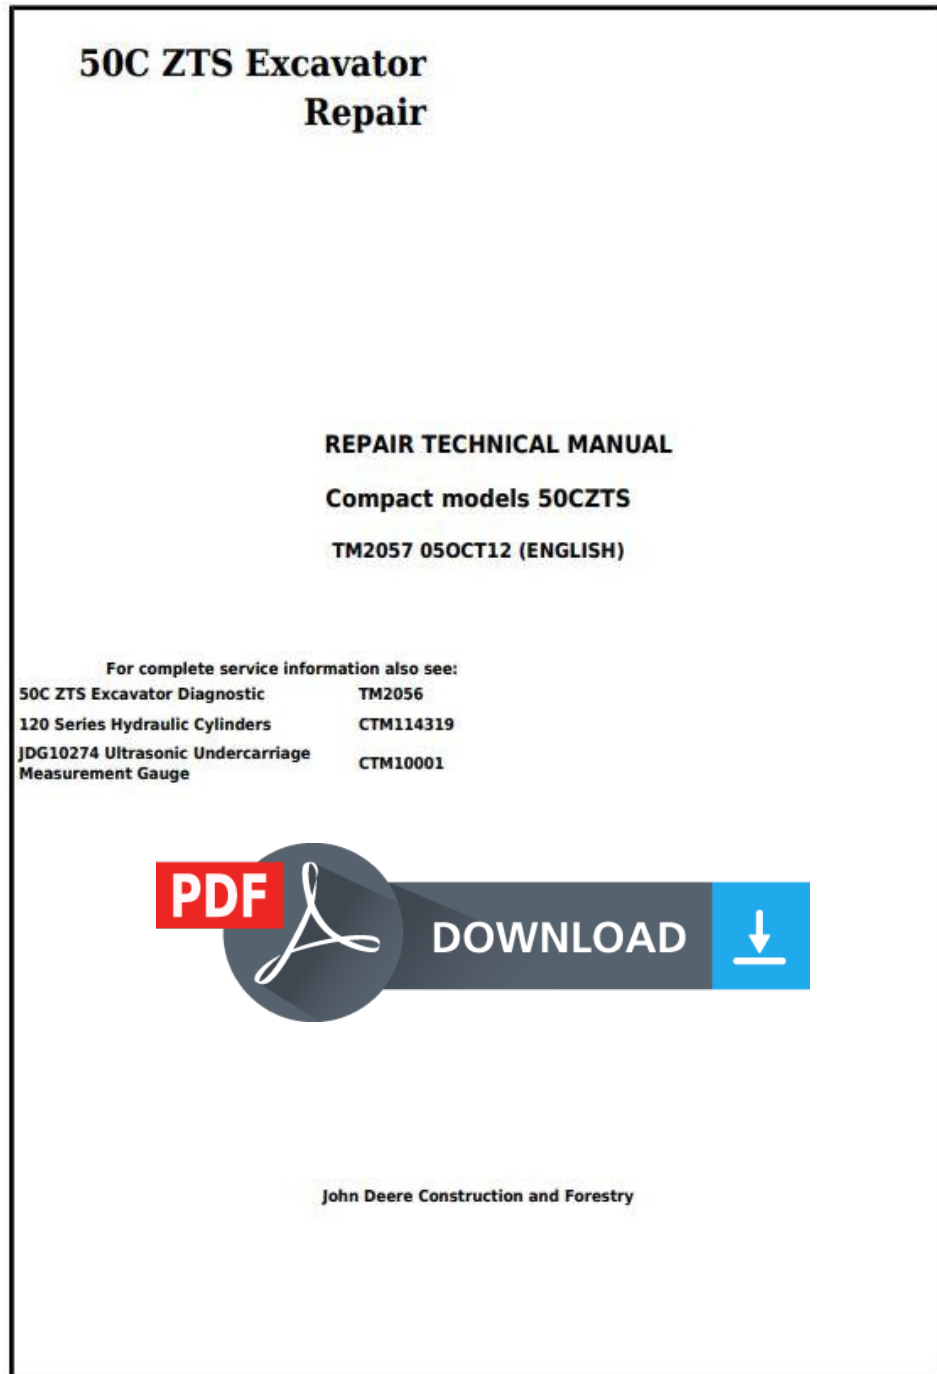 50C ZTS Excavator
Repair
REPAIR TECHNICAL MANUAL
Compact models 50CZTS
TM2057 05OCT12 (ENGLISH)
For complete service information also see:
50C ZTS Excavator Diagnostic TM2056
120 Series Hydraulic Cylinders CTM114319
JDG10274 Ultrasonic Undercarriage
Measurement Gauge CTM10001
PDF
DOWNLOAD
John Deere Construction and Forestry